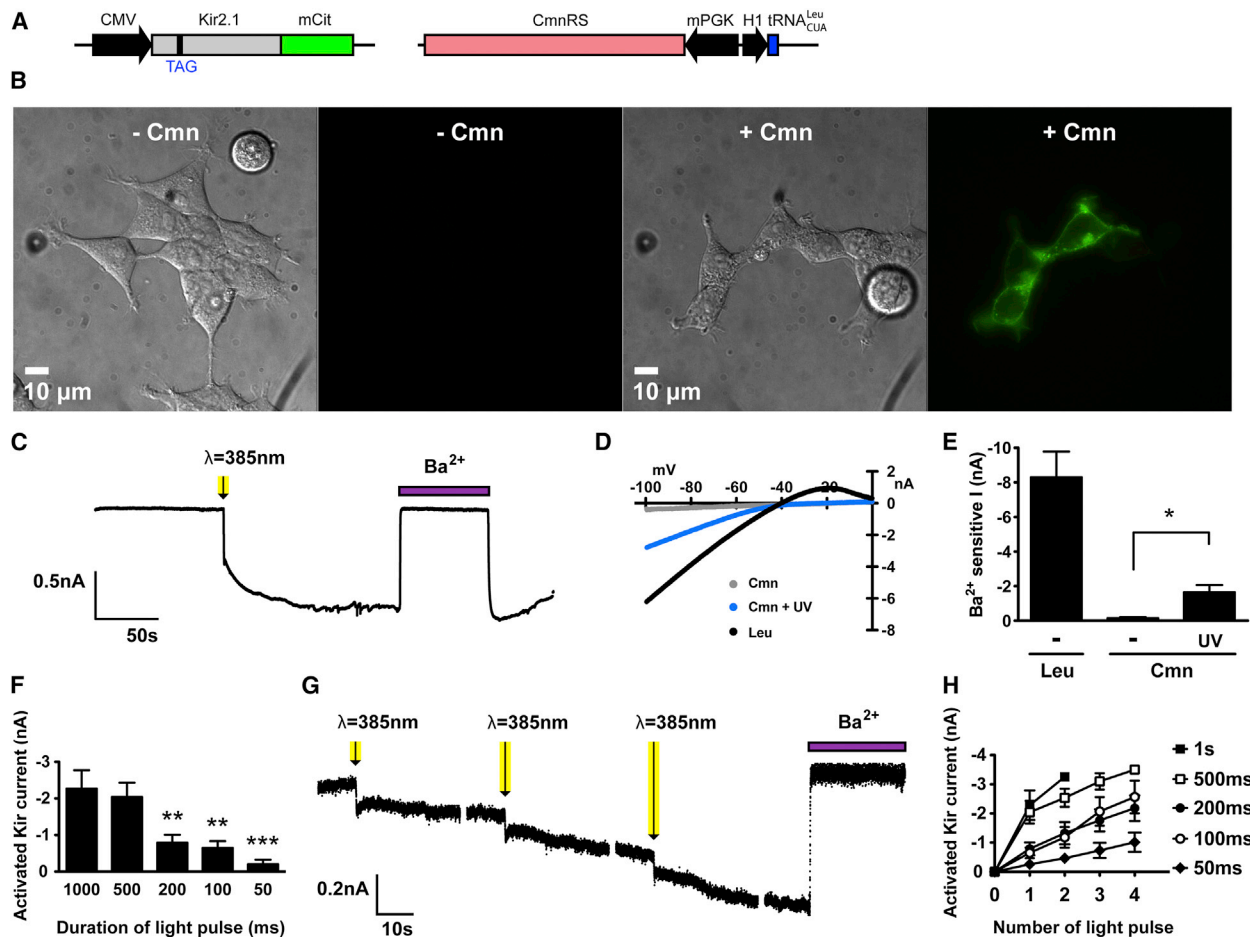 A
CMV Kir2.1 mCit CmnRS mPGK H1 tRNA Leu CUA
TAG
B
- Cmn - Cmn + Cmn + Cmn
10 µm 10 µm
C
λ=385nm Ba2+
0.5nA
50s
D
mV nA
-100 -80 -60 -40 -20
2
0
-2
-4
-6
-8
Cmn
Cmn + UV
Leu
E
Ba2+ sensitive I (nA)
-10
-8
-6
-4
-2
0
*
- - UV
Leu Cmn
F
Activated Kir current (nA)
-3
-2
-1
0
** ** ***
1000 500 200 100 50
Duration of light pulse (ms)
G
λ=385nm λ=385nm λ=385nm Ba2+
0.2nA
10s
H
Activated Kir current (nA)
-4
-3
-2
-1
0
0 1 2 3 4
Number of light pulse
1s
500ms
200ms
100ms
50ms